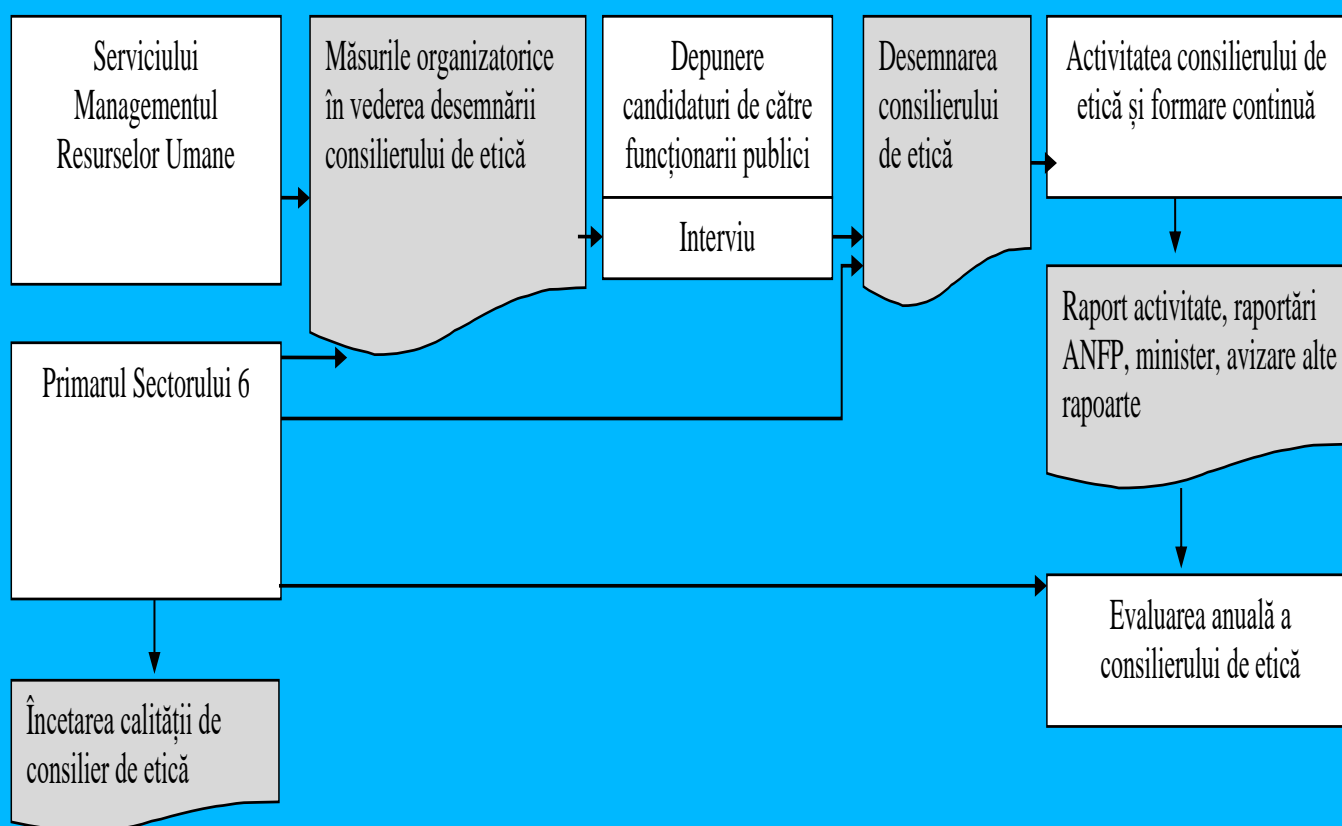 Serviciului
Managementul
Resurselor Umane
Măsurile organizatorice
în vederea desemnării
consilierului de etică
Depunere
candidaturi de către
funcționarii publici
Interviu
Desemnarea
consilierului
de etică
Activitatea consilierului de
etică și formare continuă
Raport activitate, raportări
ANFP, minister, avizare alte
rapoarte
Primarul Sectorului 6
Evaluarea anuală a
consilierului de etică
Încetarea calității de
consilier de etică